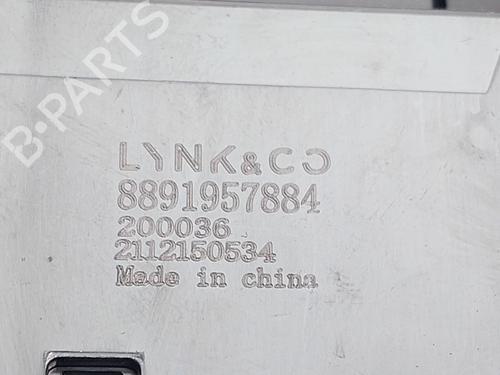 B-PARTS
LYNK&CO
8891957884
200036
2112150534
Made in china